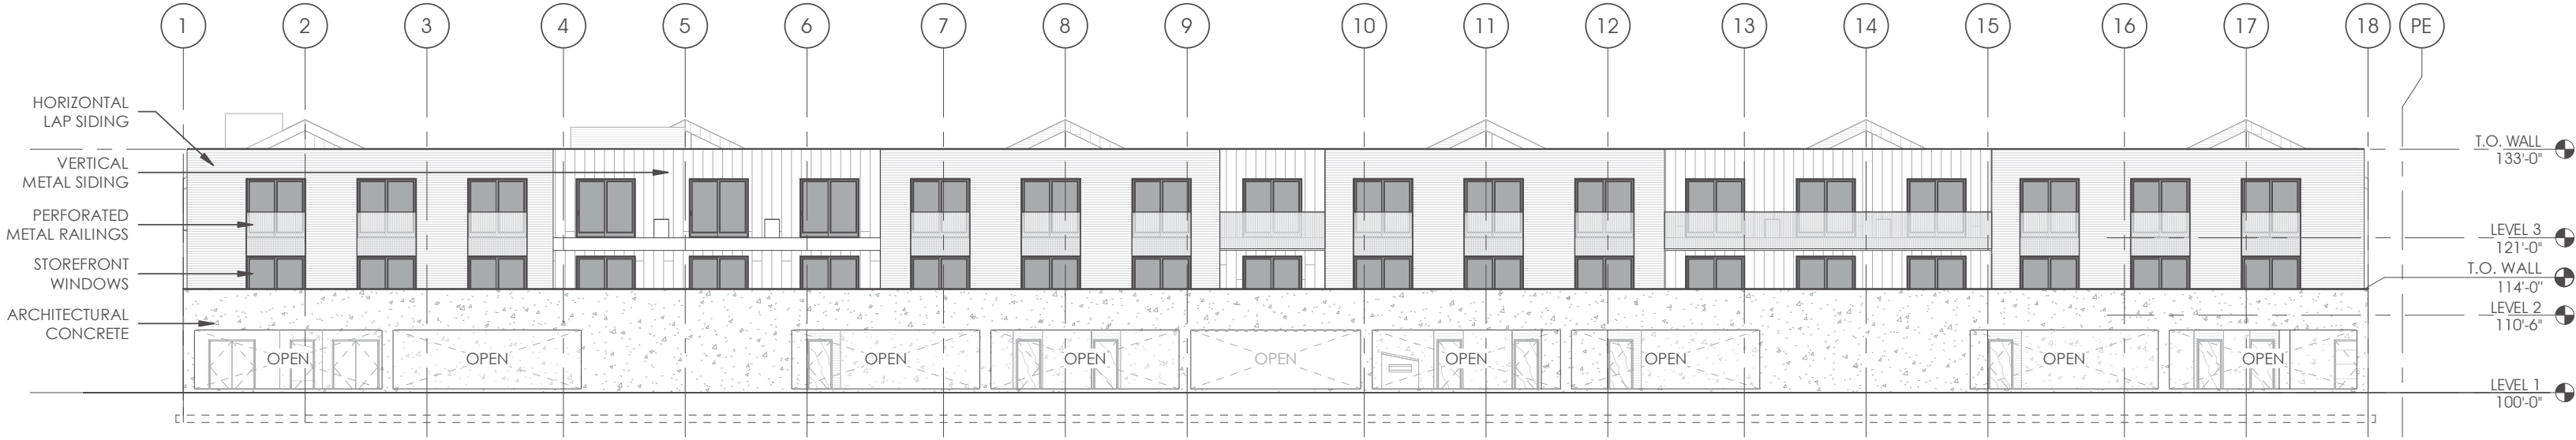 1 2 3 4 5 6 7 8 9 10 11 12 13 14 15 16 17 18 PE
HORIZONTAL
LAP SIDING
VERTICAL
METAL SIDING
PERFORATED
METAL RAILINGS
STOREFRONT
WINDOWS
ARCHITECTURAL
CONCRETE
T.O. WALL
133'-0"
LEVEL 3
121'-0"
T.O. WALL
114'-0"
LEVEL 2
110'-6"
OPEN OPEN OPEN OPEN OPEN OPEN OPEN OPEN OPEN
LEVEL 1
100'-0"